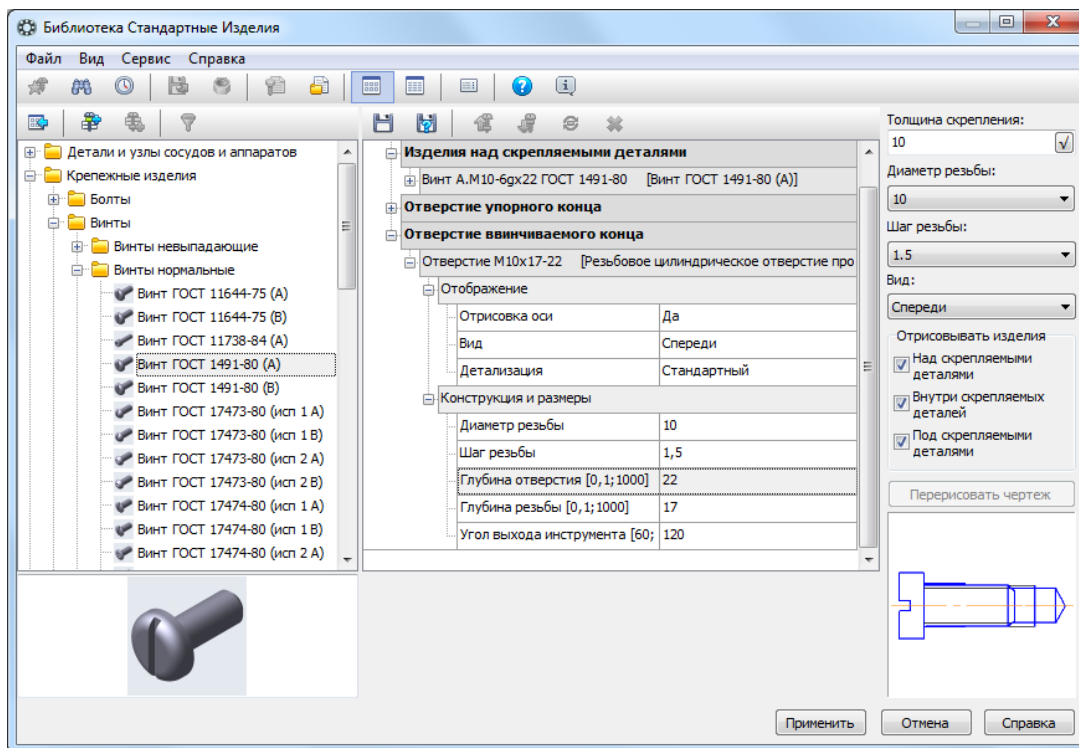 Библиотека Стандартные Изделия
Файл Вид Сервис Справка
Детали и узлы сосудов и аппаратов
Крепежные изделия
Болты
Винты
Винты невыпадающие
Винты нормальные
Винт ГОСТ 11644-75 (A)
Винт ГОСТ 11644-75 (B)
Винт ГОСТ 11738-84 (A)
Винт ГОСТ 1491-80 (A)
Винт ГОСТ 1491-80 (B)
Винт ГОСТ 17473-80 (исп 1 A)
Винт ГОСТ 17473-80 (исп 1 B)
Винт ГОСТ 17473-80 (исп 2 A)
Винт ГОСТ 17473-80 (исп 2 B)
Винт ГОСТ 17474-80 (исп 1 A)
Винт ГОСТ 17474-80 (исп 1 B)
Винт ГОСТ 17474-80 (исп 2 A)
Изделия над скрепляемыми деталями
Винт A.M10-6gx22 ГОСТ 1491-80 [Винт ГОСТ 1491-80 (A)]
Отверстие упорного конца
Отверстие ввинчиваемого конца
Отверстие M10x17-22 [Резьбовое цилиндрическое отверстие про
Отображение
Отрисовка оси Да
Вид Спереди
Детализация Стандартный
Конструкция и размеры
Диаметр резьбы 10
Шаг резьбы 1,5
Глубина отверстия [0,1;1000] 22
Глубина резьбы [0,1;1000] 17
Угол выхода инструмента [60; 120
Толщина скрепления:
10
Диаметр резьбы:
10
Шаг резьбы:
1.5
Вид:
Спереди
Отрисовывать изделия
Над скрепляемыми
деталями
Внутри скрепляемых
деталей
Под скрепляемыми
деталями
Перерисовать чертеж
Применить Отмена Справка